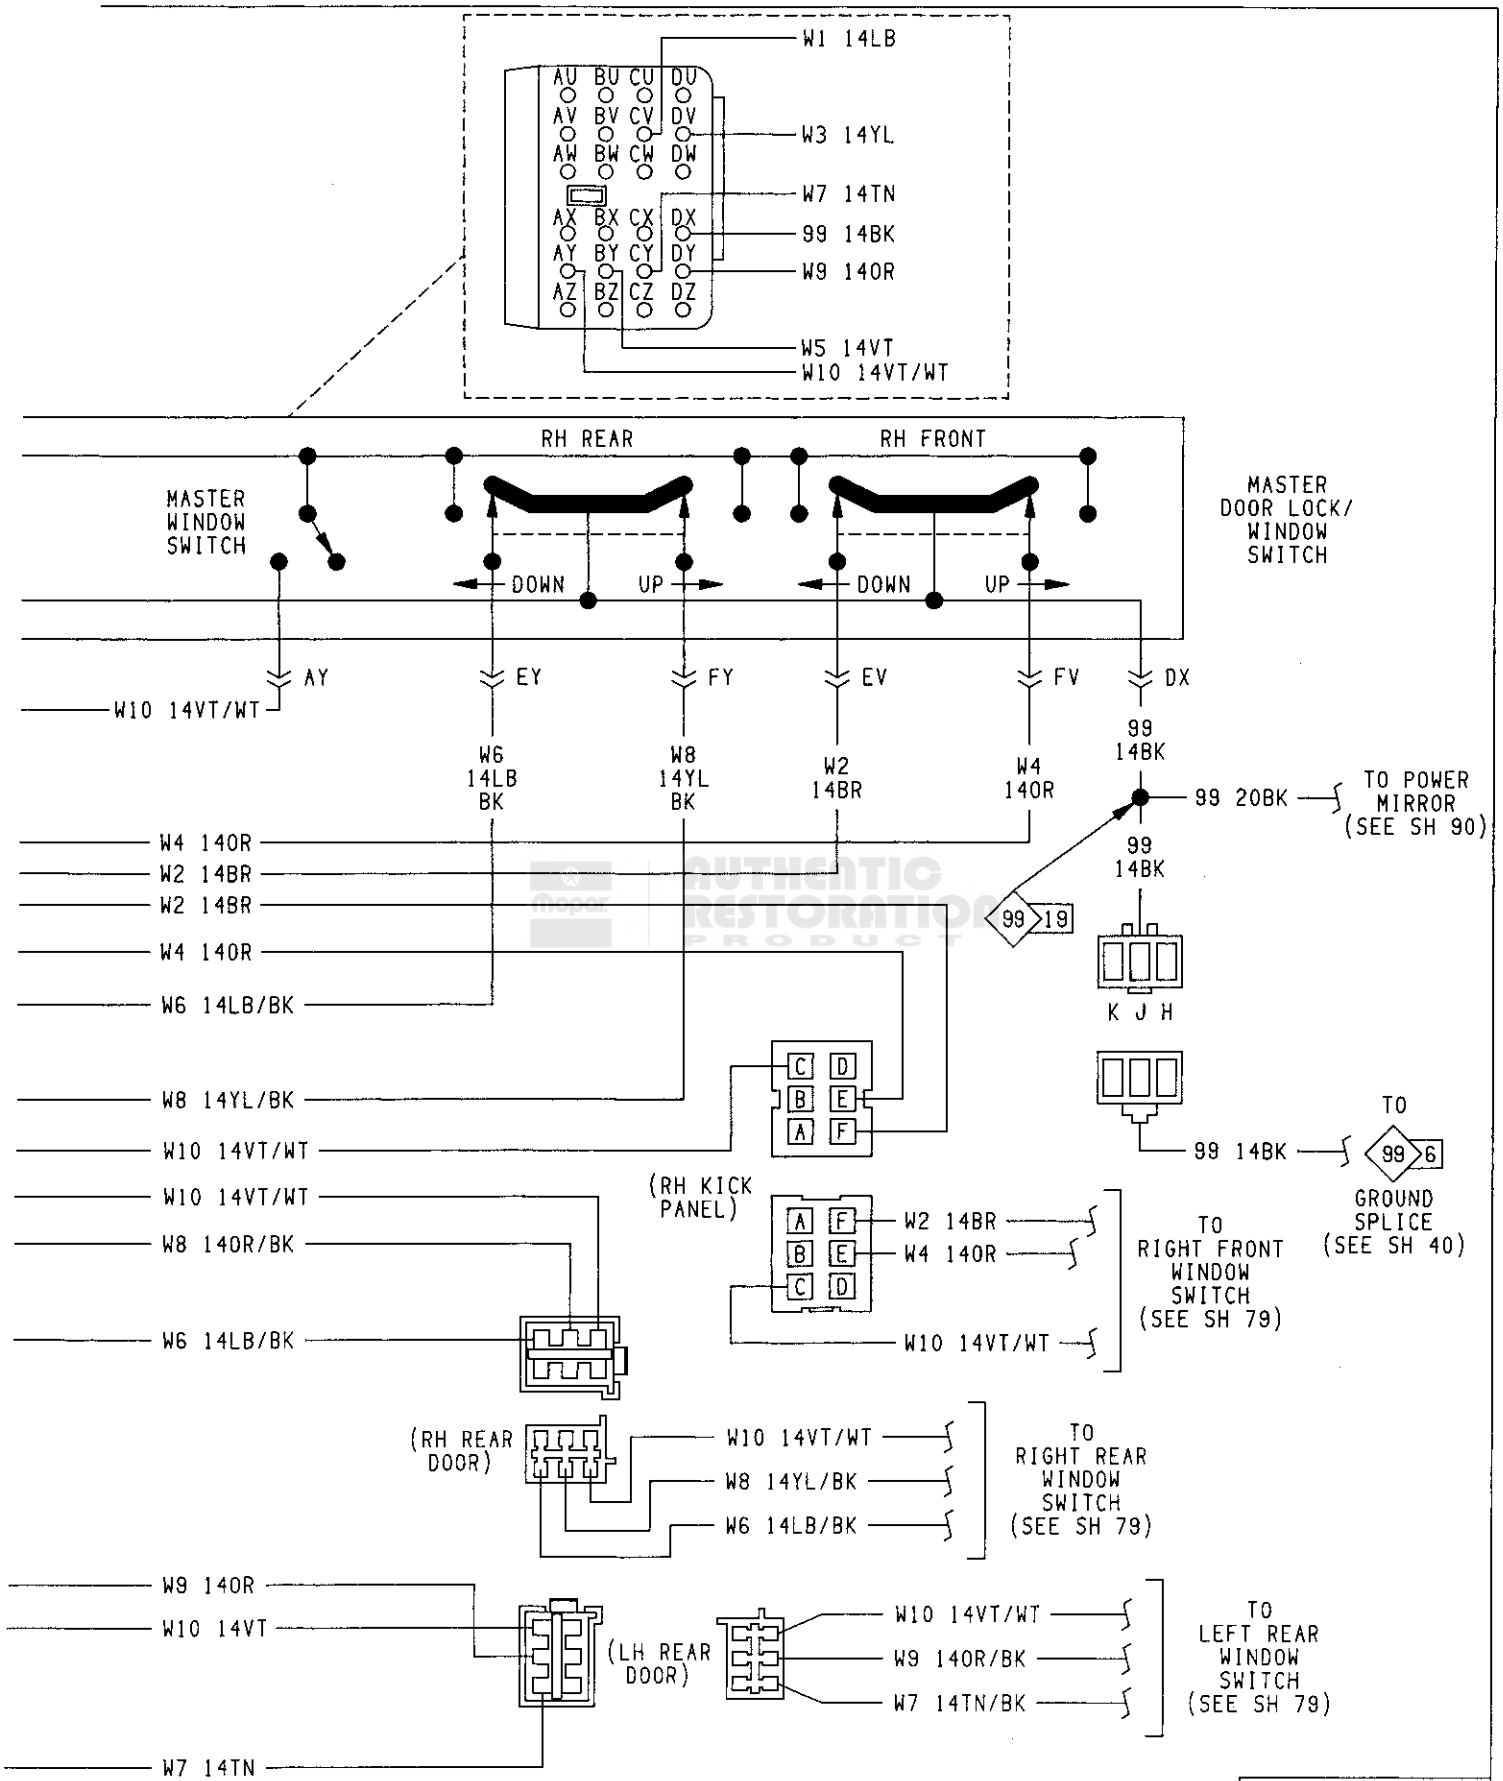 W1 14LB
AU BU CU DU
AV BV CV DV
W3 14YL
AW BW CW DW
W7 14TN
AX BX CX DX
99 14BK
AY BY CY DY
W9 14OR
AZ BZ CZ DZ
W5 14VT
W10 14VT/WT
RH REAR
RH FRONT
MASTER
WINDOW
SWITCH
MASTER
DOOR LOCK/
WINDOW
SWITCH
DOWN
UP
DOWN
UP
AY
EY
FY
EV
FV
DX
W10 14VT/WT
W6
14LB
BK
W8
14YL
BK
W2
14BR
W4
14OR
99
14BK
99 20BK
TO POWER
MIRROR
(SEE SH 90)
99
14BK
99 19
W4 14OR
W2 14BR
W2 14BR
W4 14OR
W6 14LB/BK
Mopar
AUTHENTIC
RESTORATION
PRODUCT
K J H
C D
B E
A F
W8 14YL/BK
W10 14VT/WT
W10 14VT/WT
W8 14OR/BK
W6 14LB/BK
TO
99 14BK
99 6
GROUND
SPLICE
(SEE SH 40)
(RH KICK
PANEL)
A F
B E
C D
W2 14BR
W4 14OR
W10 14VT/WT
TO
RIGHT FRONT
WINDOW
SWITCH
(SEE SH 79)
(RH REAR
DOOR)
W10 14VT/WT
W8 14YL/BK
W6 14LB/BK
TO
RIGHT REAR
WINDOW
SWITCH
(SEE SH 79)
W9 14OR
W10 14VT
W7 14TN
(LH REAR
DOOR)
W10 14VT/WT
W9 14OR/BK
W7 14TN/BK
TO
LEFT REAR
WINDOW
SWITCH
(SEE SH 79)